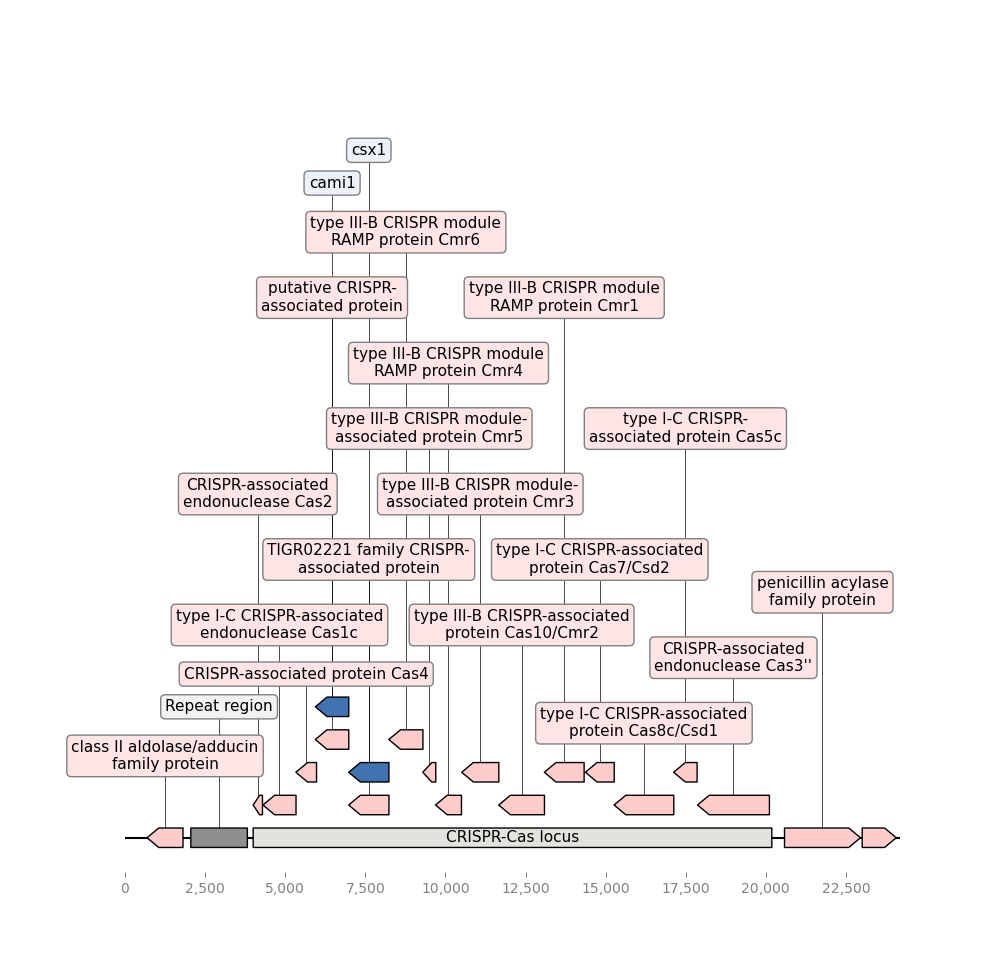 csx1
cami1
type III-B CRISPR module
RAMP protein Cmr6
putative CRISPR-
associated protein
type III-B CRISPR module
RAMP protein Cmr1
type III-B CRISPR module
RAMP protein Cmr4
type III-B CRISPR module-
associated protein Cmr5
type I-C CRISPR-
associated protein Cas5c
CRISPR-associated
endonuclease Cas2
type III-B CRISPR module-
associated protein Cmr3
TIGR02221 family CRISPR-
associated protein
type I-C CRISPR-associated
protein Cas7/Csd2
penicillin acylase
family protein
type I-C CRISPR-associated
endonuclease Cas1c
type III-B CRISPR-associated
protein Cas10/Cmr2
CRISPR-associated
endonuclease Cas3''
CRISPR-associated protein Cas4
Repeat region
type I-C CRISPR-associated
protein Cas8c/Csd1
class II aldolase/adducin
family protein
CRISPR-Cas locus
0 2,500 5,000 7,500 10,000 12,500 15,000 17,500 20,000 22,500